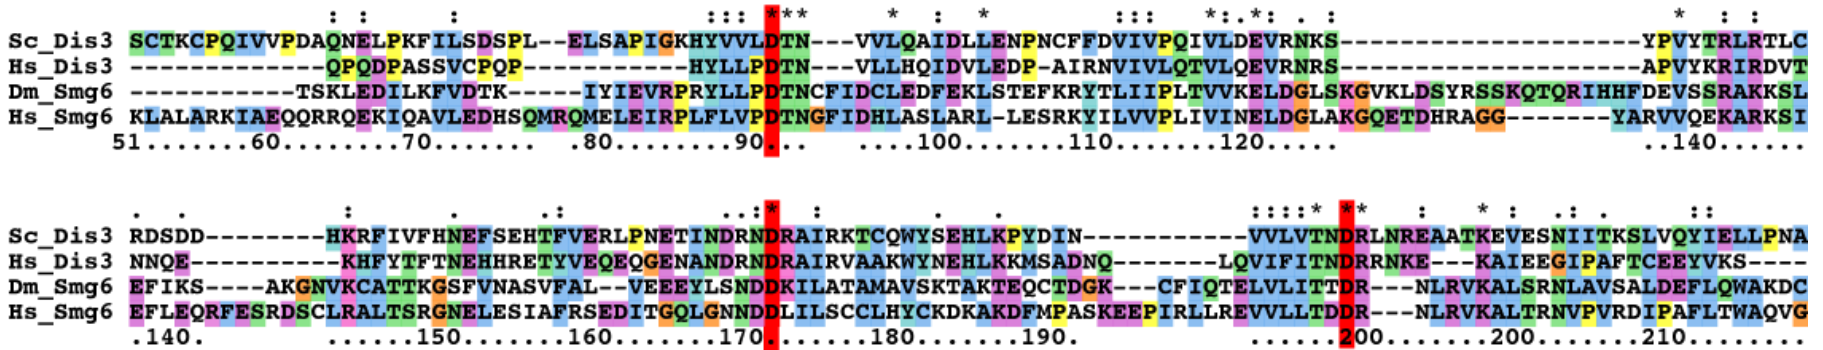 : : : ::: *** * : * ::: *:.*: . : * : :
Sc_Dis3 SCTKCPQIVVPDAQNELPKFILSDSPL--ELSAPIGKHYVVLDTN---VVLQAIDLLENPNCFFDVIVPQIVLDEVRNKS--------------------YPVYTRLRTLC
Hs_Dis3 -------------QPQDPASSVCPQP-----------HYLLPDTN---VLLHQIDVLEDP-AIRNVIVLQTVLQEVRNRS--------------------APVYKRIRDVT
Dm_Smg6 -----------TSKLEDILKFVDTK-----IYIEVRPRYLLPDTNCFIDCLEDFEKLSTEFKRYTLIIPLTVVKELDGLSKGVKLDSYRSSKQTQRIHHFDEVSSRAKKSL
Hs_Smg6 KLALARKIAEQQRRQEKIQAVLEDHSQMRQMELEIRPLFLVPDTNGFIDHLASLARL-LESRKYILVVPLIVINELDGLAKGQETDHRAGG-------YARVVQEKARKSI
51.......60........70..........80.........90... ...100.......110.......120...... ..140......
. . : . .: ..:* : . . ::::* ** : * : .: . ::
Sc_Dis3 RDSDD--------HKRFIVFHNEFSEHTFVERLPNETINDRNDRAIRKTCQWYSEHLKPYDIN-----------VVLVTNDRLNREAATKEVESNIITKSLVQYIELLPNA
Hs_Dis3 NNQE----------KHFYTFTNEHHRETYVEQEQGENANDRNDRAIRVAAKWYNEHLKKMSADNQ-------LQVIFITNDRRNKE---KAIEEGIPAFTCEEYVKS----
Dm_Smg6 EFIKS----AKGNVKCATTKGSFVNASVFAL--VEEEYLSNDDKILATAMAVSKTAKTEQCTDGK---CFIQTELVLITTDR---NLRVKALSRNLAVSALDEFLQWAKDC
Hs_Smg6 EFLEQRFESRDSCLRALTSRGNELESIAFRSEDITGQLGNNDDLILSCCLHYCKDKAKDFMPASKEEPIRLLREVVLLTDDR---NLRVKALTRNVPVRDIPAFLTWAQVG
.140... ......150.......160.......170.......180.......190. ......200.......200.......210.......